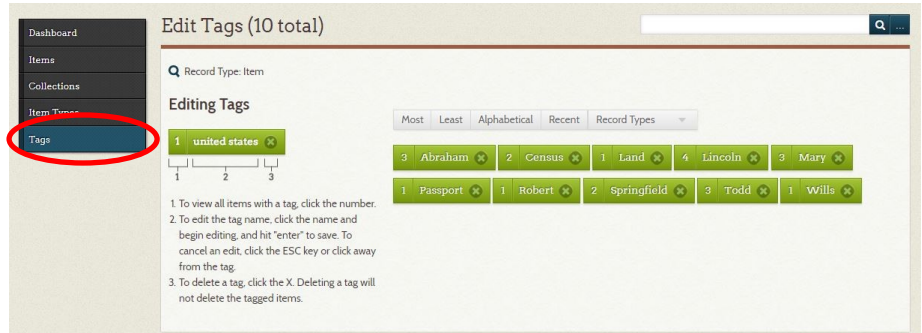 Dashboard
Items
Collections
Item Types
Tags
Edit Tags (10 total)
...
Record Type: Item
Editing Tags
1 united states
1 2 3
1. To view all items with a tag, click the number.
2. To edit the tag name, click the name and
begin editing, and hit "enter" to save. To
cancel an edit, click the ESC key or click away
from the tag.
3. To delete a tag, click the X. Deleting a tag will
not delete the tagged items.
Most Least Alphabetical Recent Record Types
3 Abraham 2 Census 1 Land 4 Lincoln 3 Mary
1 Passport 1 Robert 2 Springfield 3 Todd 1 Wills